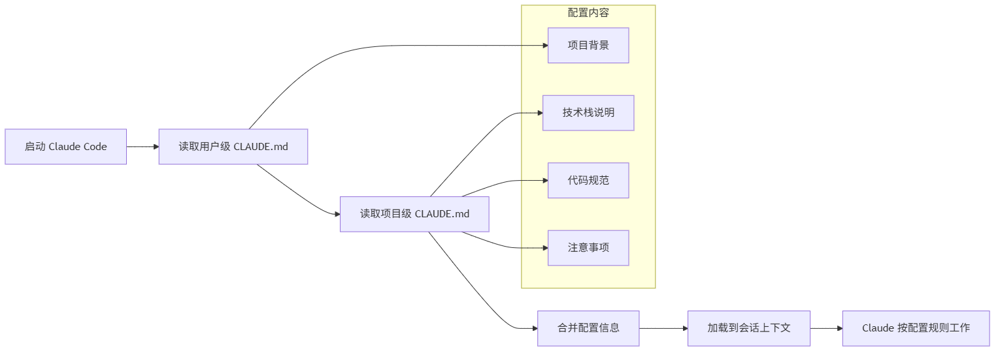 配置内容
项目背景
技术栈说明
启动 Claude Code
读取用户级 CLAUDE.md
代码规范
读取项目级 CLAUDE.md
注意事项
合并配置信息
加载到会话上下文
Claude 按配置规则工作